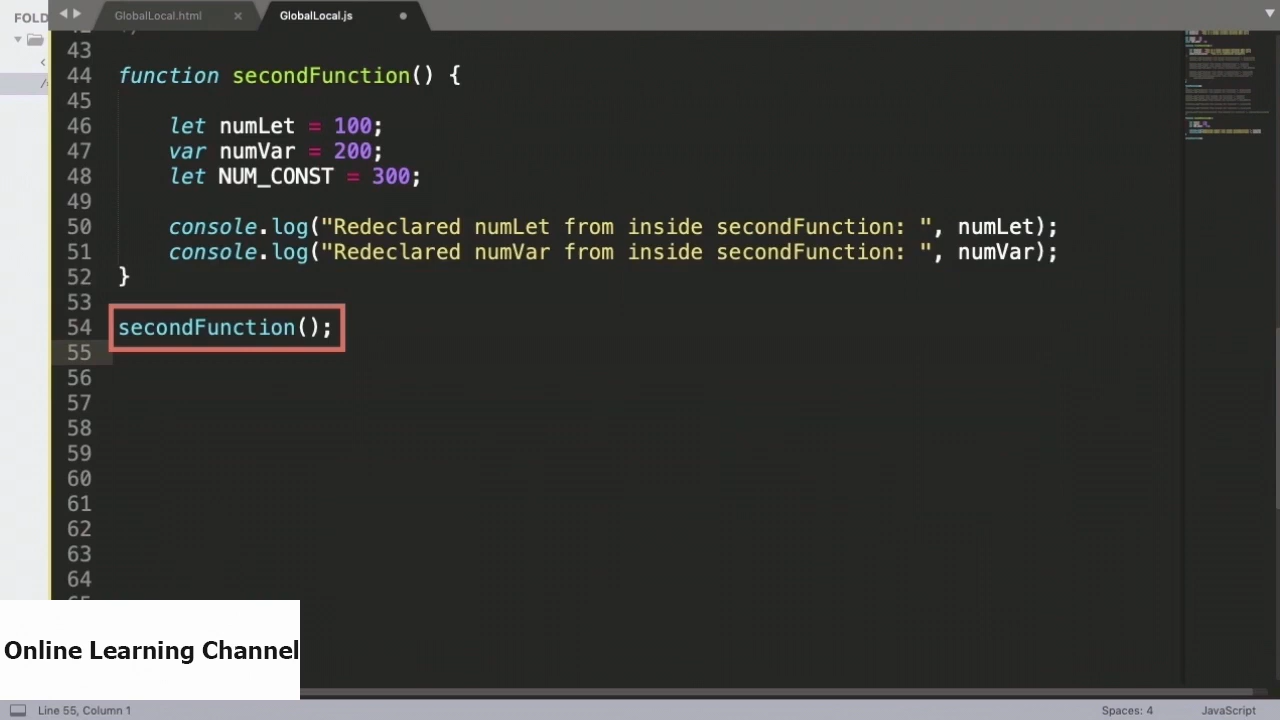 FOLD
GlobalLocal.html ×
GlobalLocal.js
43
44 function secondFunction() {
45
46 let numLet = 100;
47 var numVar = 200;
48 let NUM_CONST = 300;
49
50 console.log("Redeclared numLet from inside secondFunction: ", numLet);
51 console.log("Redeclared numVar from inside secondFunction: ", numVar);
52 }
53
54 secondFunction();
55
56
57
58
59
60
61
62
63
64
Online Learning Channel
Line 55, Column 1
Spaces: 4
JavaScript